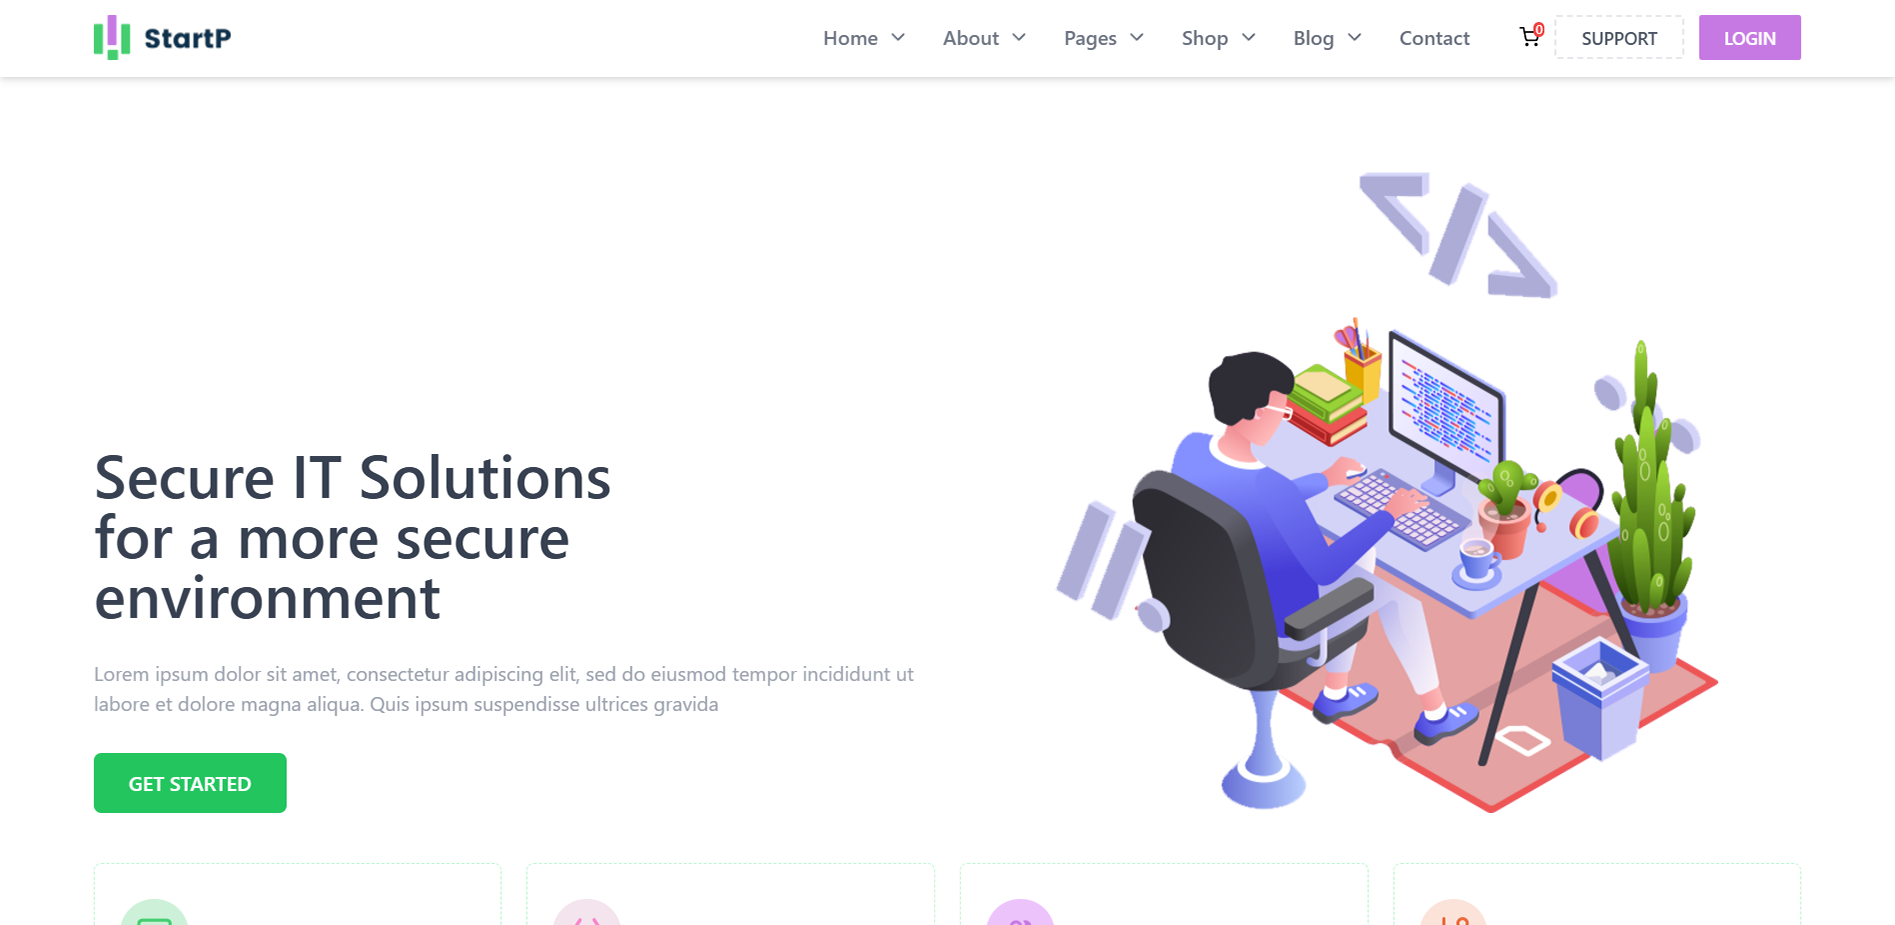 StartP
Home
About
Pages
Shop
Blog
Contact
0
SUPPORT
LOGIN
Secure IT Solutions
for a more secure
environment
Lorem ipsum dolor sit amet, consectetur adipiscing elit, sed do eiusmod tempor incididunt ut
labore et dolore magna aliqua. Quis ipsum suspendisse ultrices gravida
GET STARTED